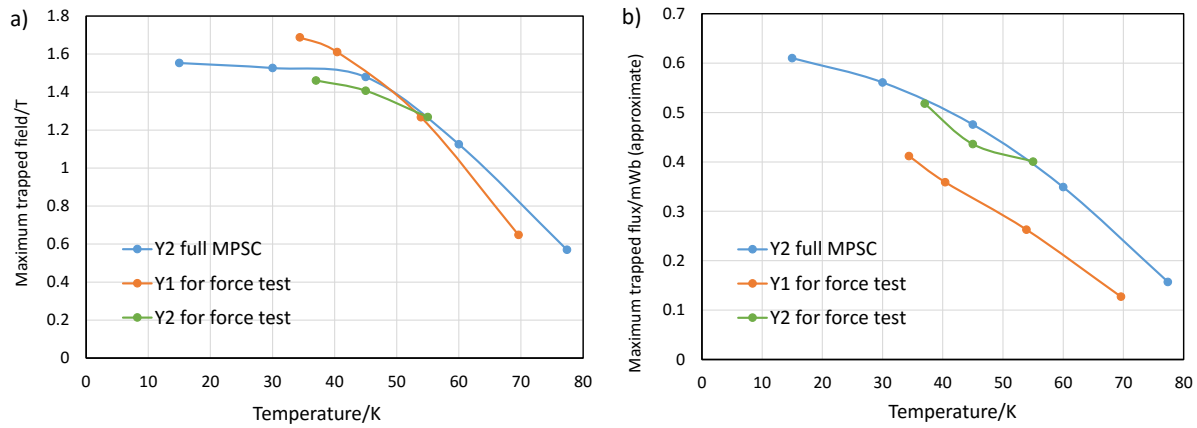 a)
Maximum trapped field/T
1.8
1.6
1.4
1.2
1
0.8
0.6
0.4
0.2
0
Y2 full MPSC
Y1 for force test
Y2 for force test
0 10 20 30 40 50 60 70 80
Temperature/K
b)
Maximum trapped flux/mWb (approximate)
0.7
0.6
0.5
0.4
0.3
0.2
0.1
0
Y2 full MPSC
Y1 for force test
Y2 for force test
0 10 20 30 40 50 60 70 80
Temperature/K